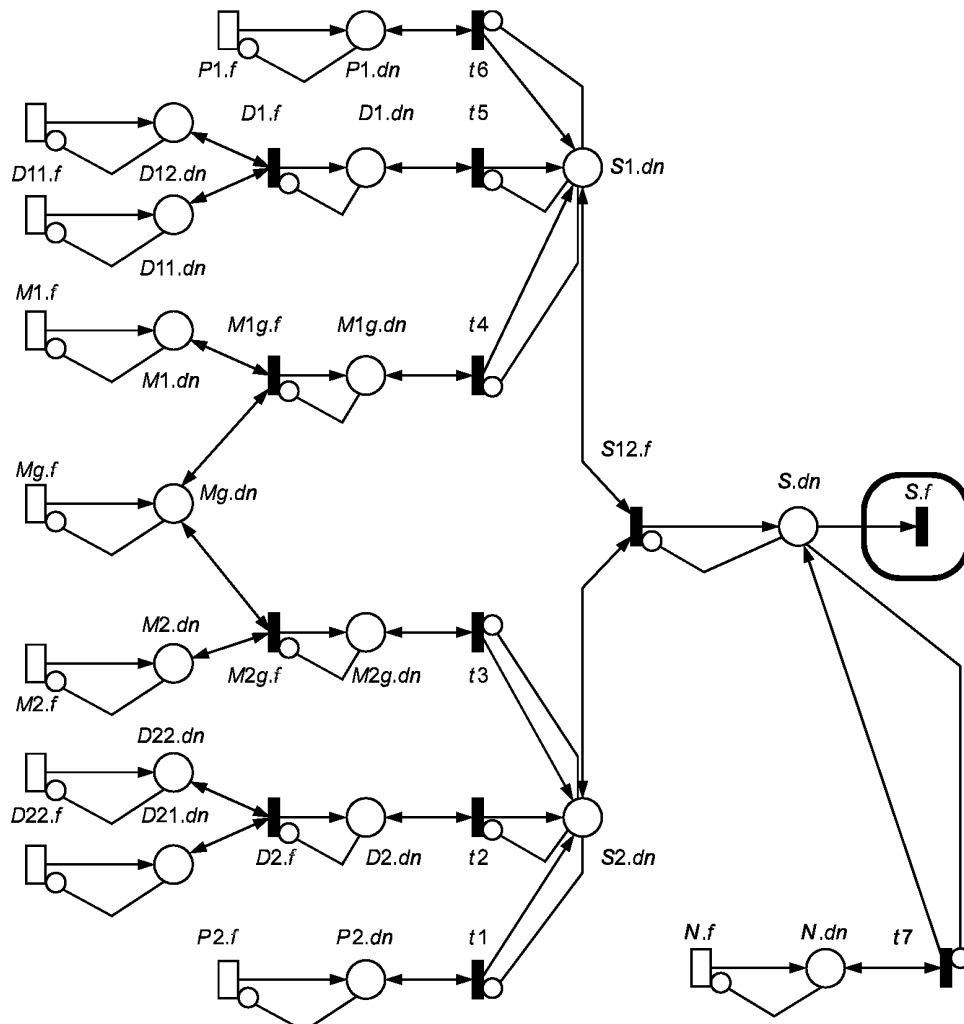 P1.f
P1.dn
t6
D1.f
D1.dn
t5
D11.f
D12.dn
S1.dn
D11.dn
M1.f
M1g.f
M1g.dn
t4
M1.dn
S12.f
Mg.f
Mg.dn
S.dn
S.f
M2.dn
M2.f
M2g.f
M2g.dn
t3
D22.dn
D22.f
D21.dn
D2.f
D2.dn
t2
S2.dn
P2.f
P2.dn
t1
N.f
N.dn
t7